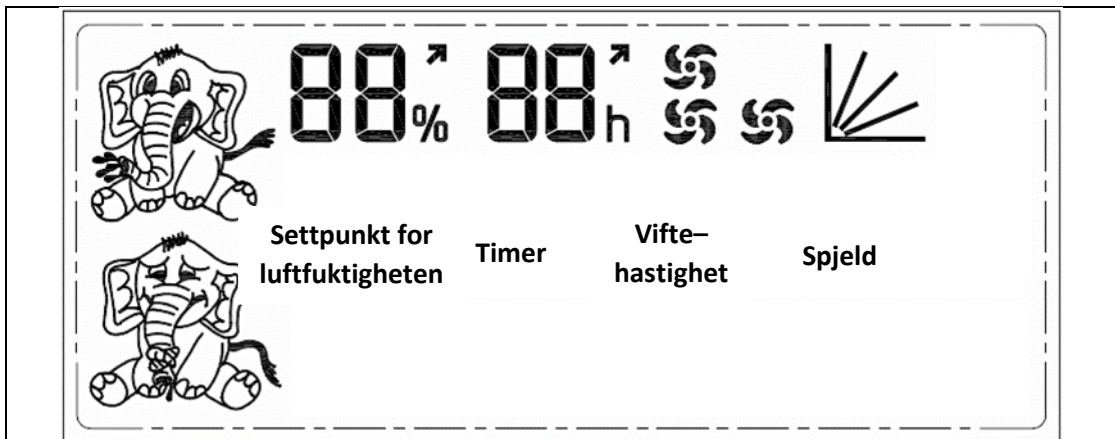 88% 88h
Settpunkt for
luftfuktigheten
Timer
Vifte–
hastighet
Spjeld